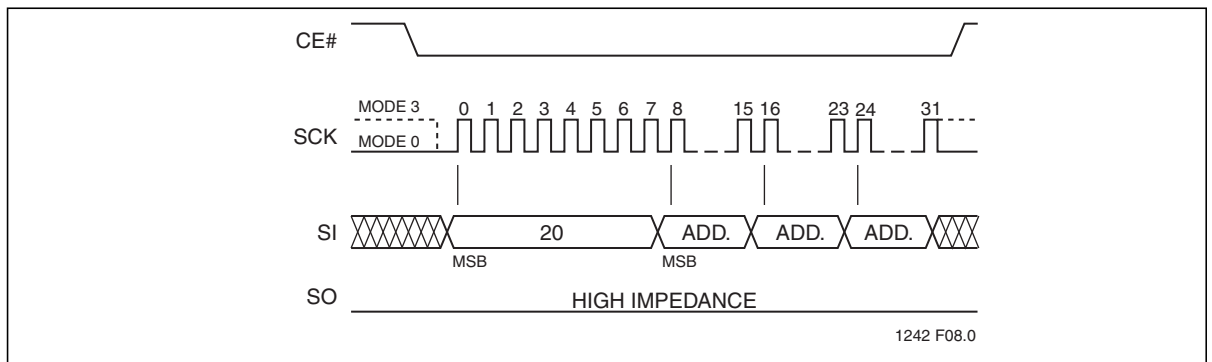 CE#
MODE 3
0 1 2 3 4 5 6 7 8 15 16 23 24 31
SCK
MODE 0
SI
20
ADD.
ADD.
ADD.
MSB
MSB
SO
HIGH IMPEDANCE
1242 F08.0